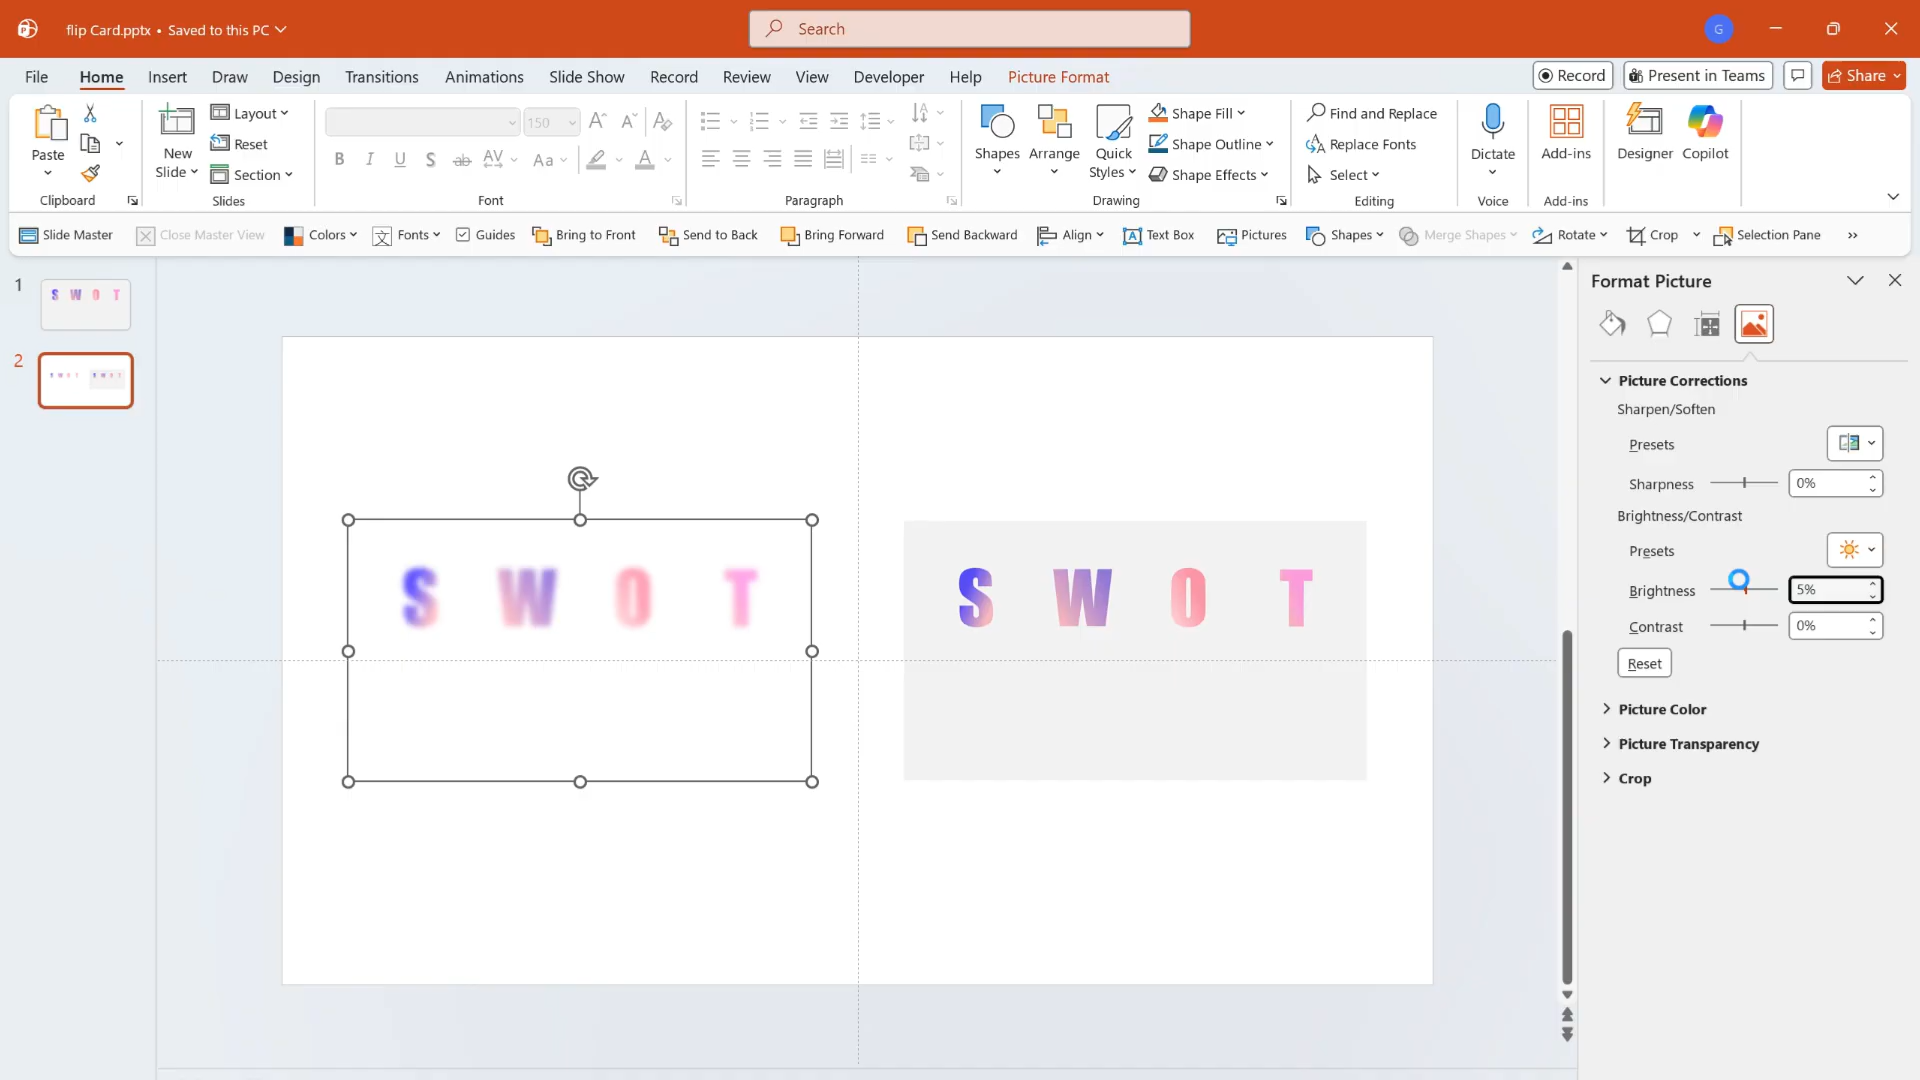 flip Card.pptx • Saved to this PC
Search
G
File Home Insert Draw Design Transitions Animations Slide Show Record Review View Developer Help Picture Format
Record Present in Teams Share
Paste
Clipboard
New Slide
Layout
Reset
Section
Slides
150
B I U S ab AV Aa A
Font
Paragraph
Shapes Arrange Quick Styles
Shape Fill
Shape Outline
Shape Effects
Drawing
Find and Replace
Replace Fonts
Select
Editing
Dictate
Voice
Add-ins
Add-ins
Designer
Copilot
Slide Master Close Master View Colors Fonts Guides Bring to Front Send to Back Bring Forward Send Backward Align Text Box Pictures Shapes Merge Shapes Rotate Crop Selection Pane
1
S W O T
2
S W O T S W O T
S W O T
S W O T
Format Picture
Picture Corrections
Sharpen/Soften
Presets
Sharpness 0%
Brightness/Contrast
Presets
Brightness 5%
Contrast 0%
Reset
Picture Color
Picture Transparency
Crop